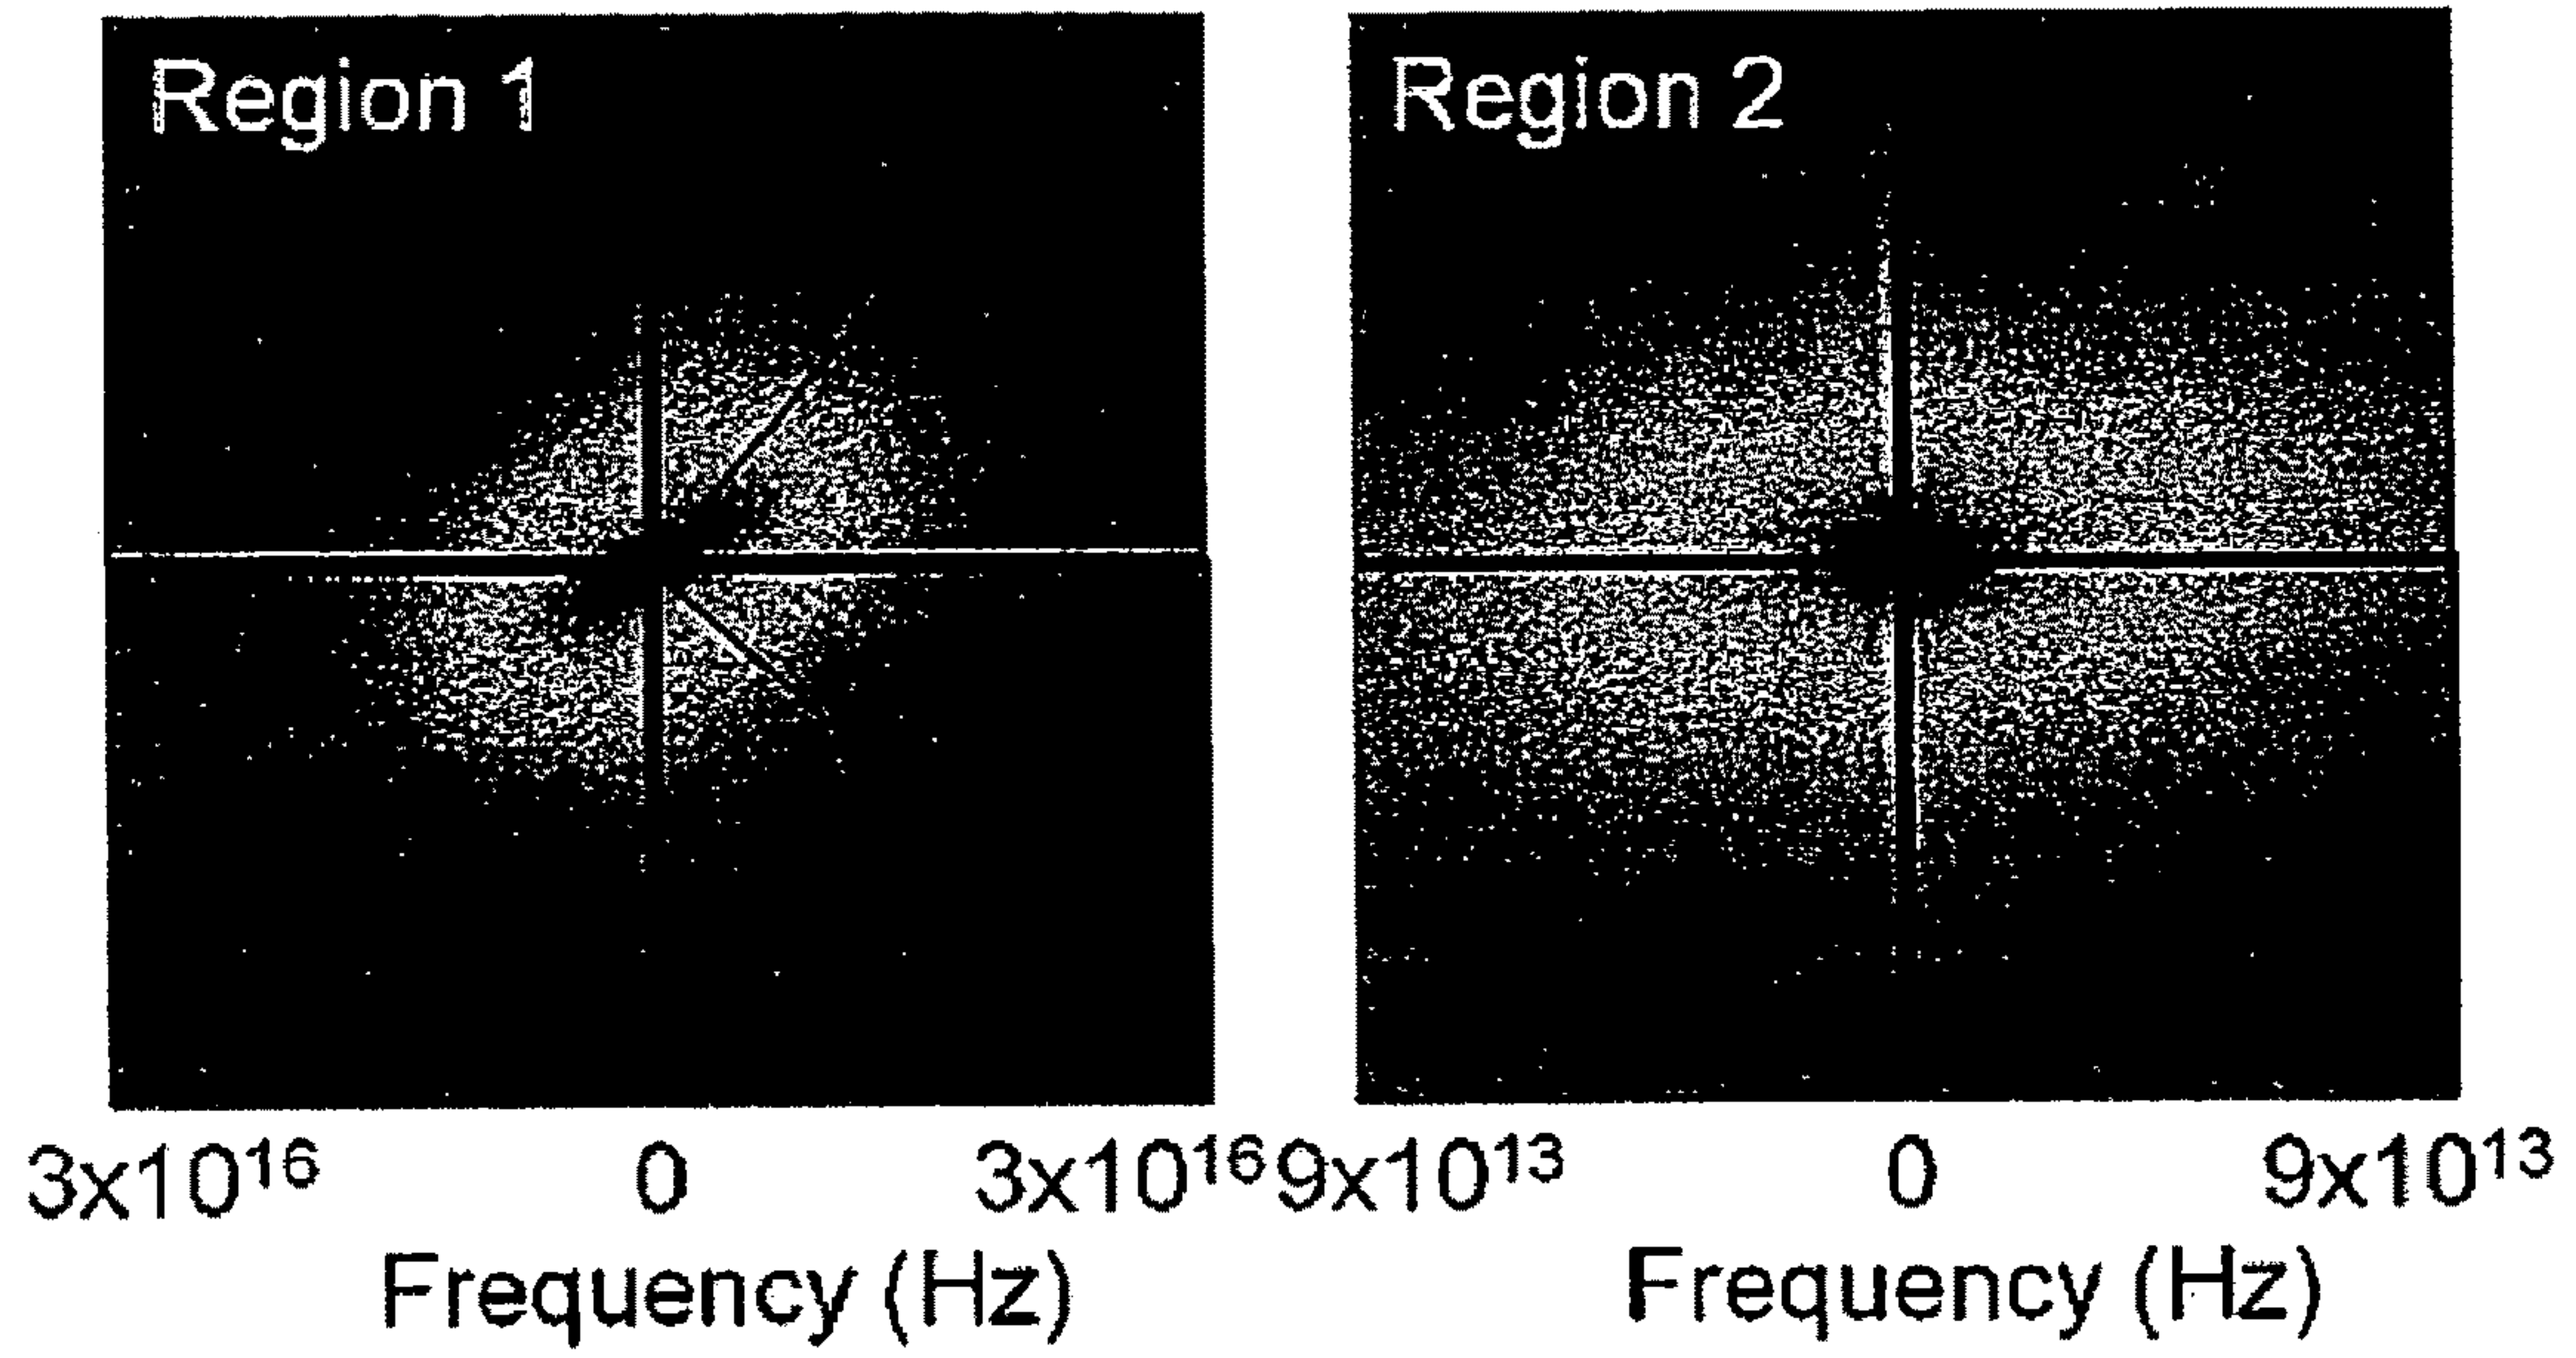 Region 1
Region 2
3x10¹⁶ 0 3x10¹⁶ 9x10¹³ 0 9x10¹³
Frequency (Hz) Frequency (Hz)